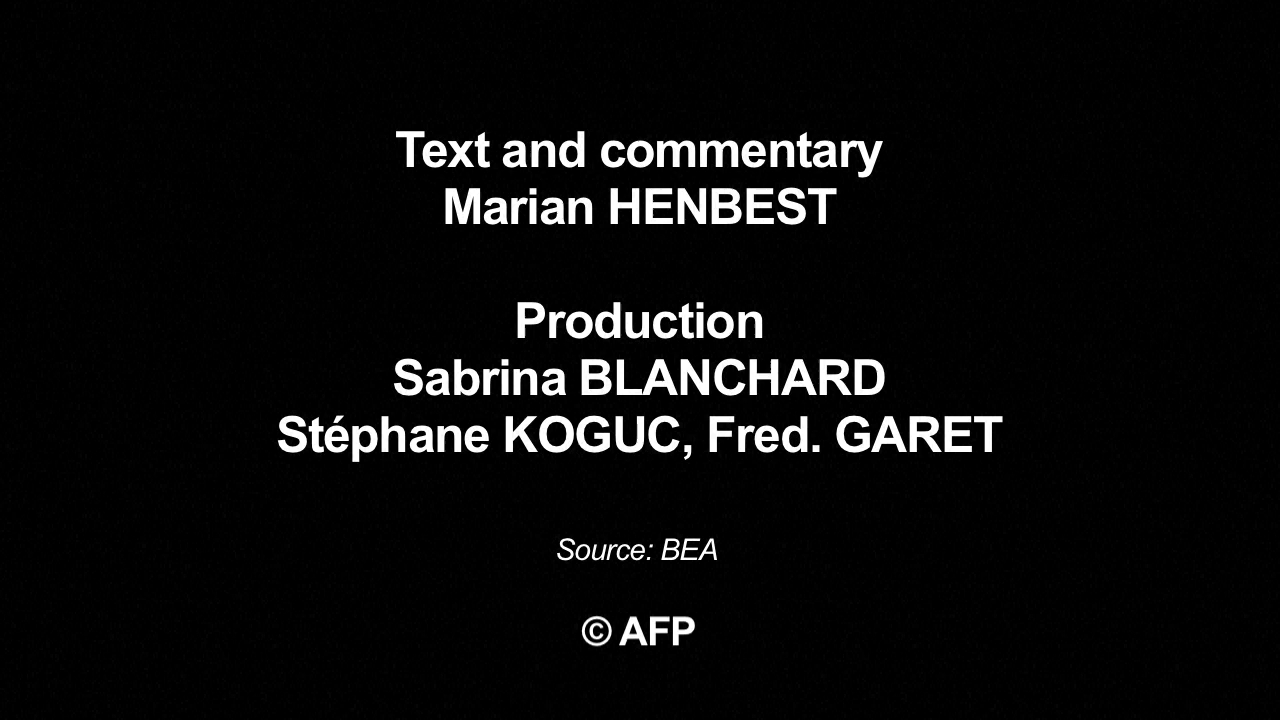 Text and commentary
Marian HENBEST
Production
Sabrina BLANCHARD
Stéphane KOGUC, Fred. GARET
Source: BEA
© AFP